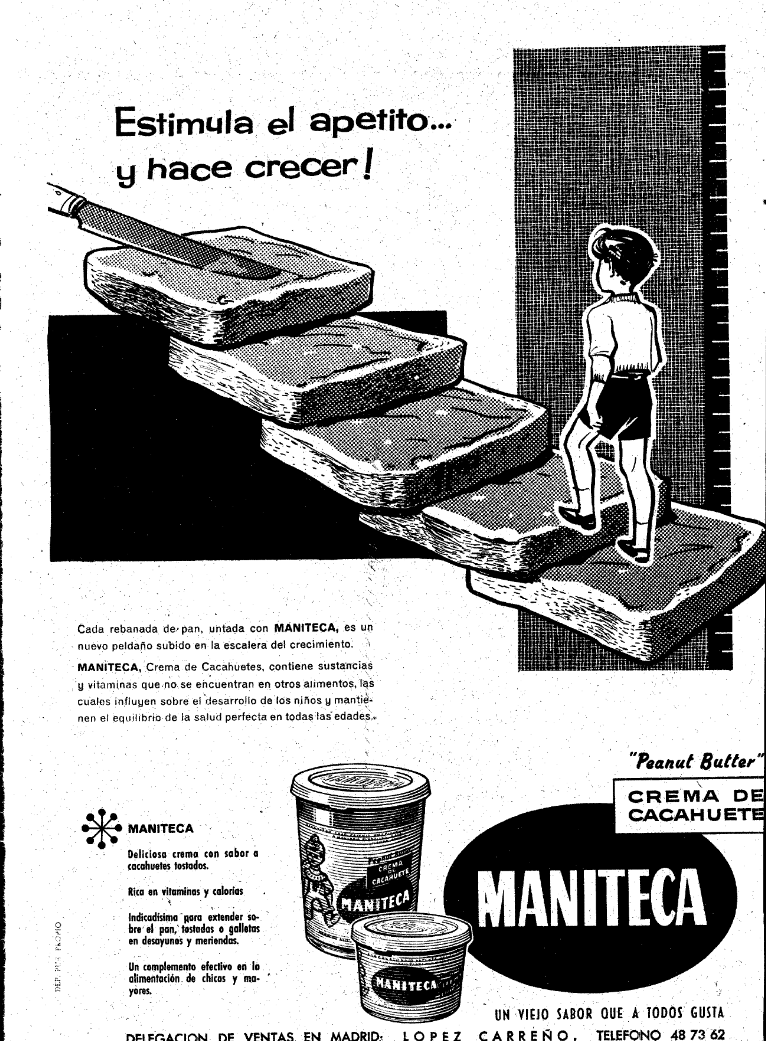 Estimula el apetito...
y hace crecer!
Cada rebanada de pan, untada con MANITECA, es un
nuevo peldaño subido en la escalera del crecimiento.
MANITECA, Crema de Cacahuetes, contiene sustancias
y vitaminas que no se encuentran en otros alimentos, las
cuales influyen sobre el desarrollo de los niños y mantie-
nen el equilibrio de la salud perfecta en todas las edades.
"Peanut Butter"
CREMA DE
CACAHUETE
MANITECA
MANITECA
Deliciosa crema con sabor a
cacahuetes tostados.
Rica en vitaminas y calorías
Indicadísima para extender so-
bre el pan, tostadas o galletas
en desayunos y meriendas.
Un complemento efectivo en la
alimentación de chicos y ma-
yores.
CREMA
DE
CACAHUETE
MANITECA
MANITECA
UN VIEJO SABOR QUE A TODOS GUSTA
DELEGACION DE VENTAS EN MADRID: LOPEZ CARREÑO. TELEFONO 48 73 62